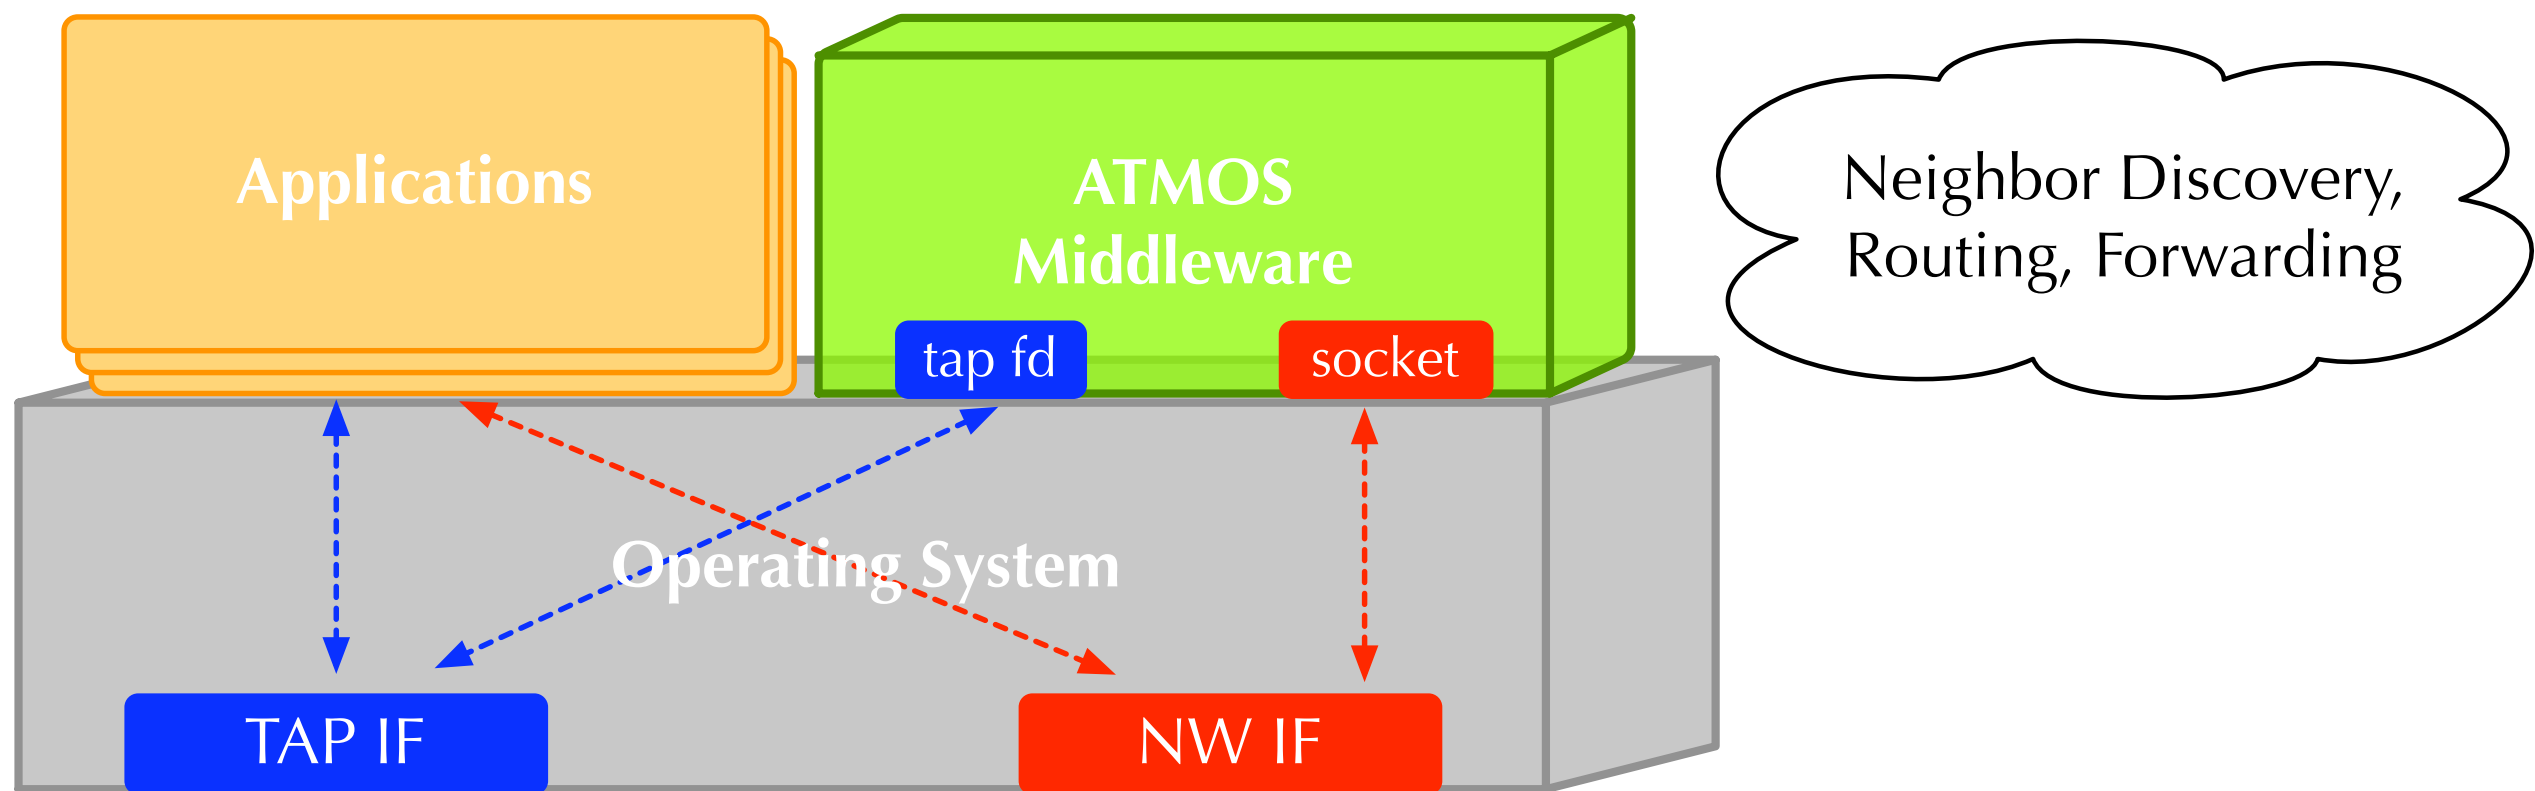 Applications
ATMOS
Middleware
Neighbor Discovery,
Routing, Forwarding
tap fd
socket
Operating System
TAP IF
NW IF